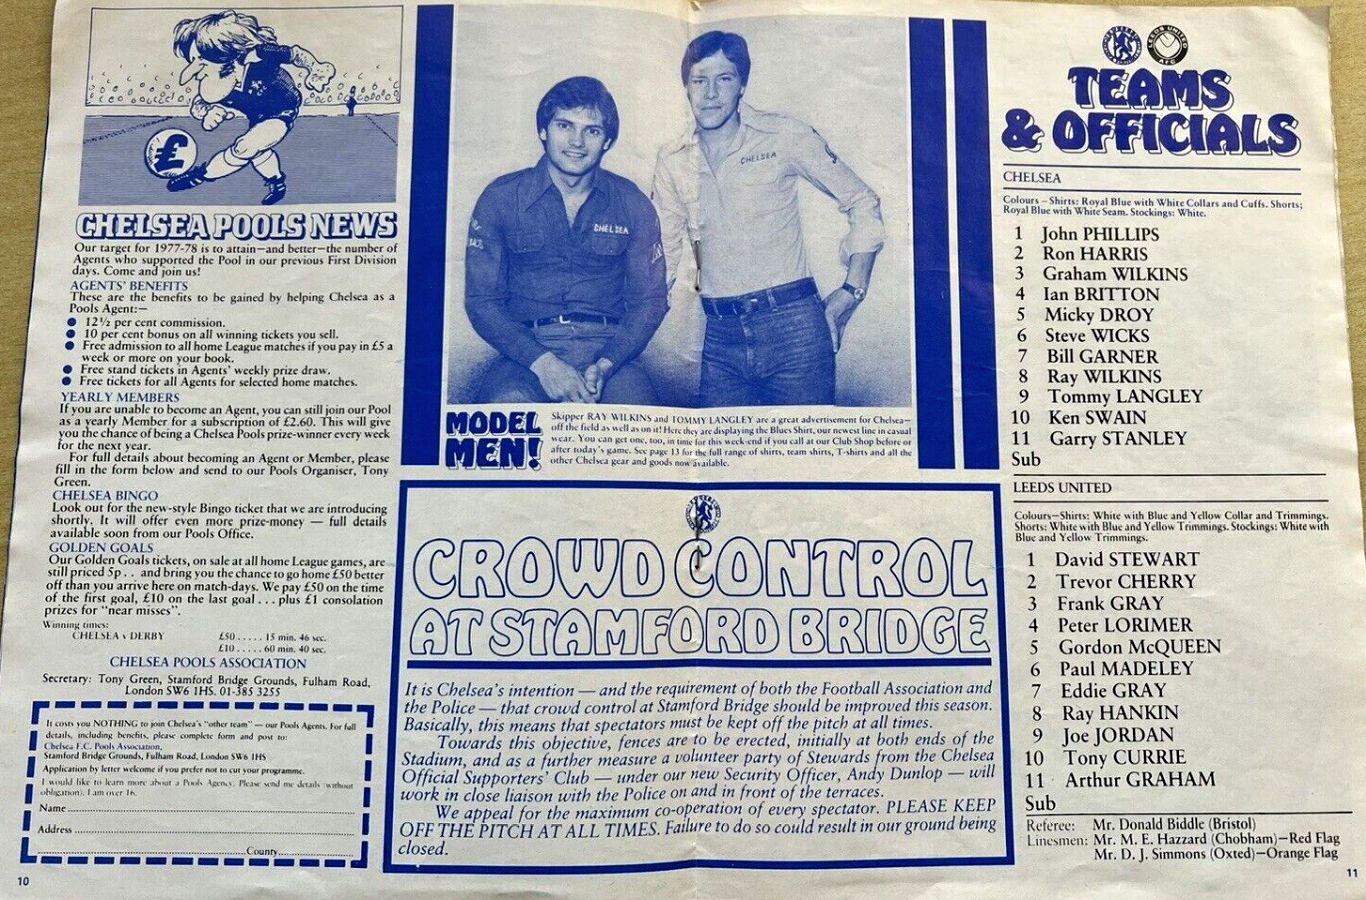 £
CHELSEA POOLS NEWS
Our target for 1977-78 is to attain—and better—the number of
Agents who supported the Pool in our previous First Division
days. Come and join us!
AGENTS' BENEFITS
These are the benefits to be gained by helping Chelsea as a
Pools Agent:—
● 12½ per cent commission.
● 10 per cent bonus on all winning tickets you sell.
● Free admission to all home League matches if you pay in £5 a
week or more on your book.
● Free stand tickets in Agents' weekly prize draw.
● Free tickets for all Agents for selected home matches.
YEARLY MEMBERS
If you are unable to become an Agent, you can still join our Pool
as a yearly Member for a subscription of £2.60. This will give
you the chance of being a Chelsea Pools prize-winner every week
for the next year.
For full details about becoming an Agent or Member, please
fill in the form below and send to our Pools Organiser, Tony
Green.
CHELSEA BINGO
Look out for the new-style Bingo ticket that we are introducing
shortly. It will offer even more prize-money — full details
available soon from our Pools Office.
GOLDEN GOALS
Our Golden Goals tickets, on sale at all home League games, are
still priced 5p . . and bring you the chance to go home £50 better
off than you arrive here on match-days. We pay £50 on the time
of the first goal, £10 on the last goal . . . plus £1 consolation
prizes for "near misses".
Winning times:
CHELSEA v DERBY £50 . . . . . 15 min. 46 sec.
£10 . . . . . 60 min. 40 sec.
CHELSEA POOLS ASSOCIATION
Secretary: Tony Green, Stamford Bridge Grounds, Fulham Road,
London SW6 1HS. 01-385 3255
It costs you NOTHING to join Chelsea's "other team" — our Pools Agents. For full
details, including benefits, please complete form and post to:
Chelsea F.C. Pools Association,
Stamford Bridge Grounds, Fulham Road, London SW6 1HS
Application by letter welcome if you prefer not to cut your programme.
I would like to learn more about a Pools Agency. Please send me details (without
obligation). I am over 16.
Name
Address
County
10
CHELSEA
CHELSEA
MODEL
MEN!
Skipper RAY WILKINS and TOMMY LANGLEY are a great advertisement for Chelsea—
off the field as well as on it! Here they are displaying the Blues Shirt, our newest line in casual
wear. You can get one, too, in time for this week-end if you call at our Club Shop before or
after today's game. See page 13 for the full range of shirts, team shirts, T-shirts and all the
other Chelsea gear and goods now available.
CROWD CONTROL
AT STAMFORD BRIDGE
It is Chelsea's intention — and the requirement of both the Football Association and
the Police — that crowd control at Stamford Bridge should be improved this season.
Basically, this means that spectators must be kept off the pitch at all times.
Towards this objective, fences are to be erected, initially at both ends of the
Stadium, and as a further measure a volunteer party of Stewards from the Chelsea
Official Supporters' Club — under our new Security Officer, Andy Dunlop — will
work in close liaison with the Police on and in front of the terraces.
We appeal for the maximum co-operation of every spectator. PLEASE KEEP
OFF THE PITCH AT ALL TIMES. Failure to do so could result in our ground being
closed.
LEEDS UNITED
AFC
TEAMS
& OFFICIALS
CHELSEA
Colours – Shirts: Royal Blue with White Collars and Cuffs. Shorts;
Royal Blue with White Seam. Stockings: White.
1 John PHILLIPS
2 Ron HARRIS
3 Graham WILKINS
4 Ian BRITTON
5 Micky DROY
6 Steve WICKS
7 Bill GARNER
8 Ray WILKINS
9 Tommy LANGLEY
10 Ken SWAIN
11 Garry STANLEY
Sub
LEEDS UNITED
Colours—Shirts: White with Blue and Yellow Collar and Trimmings.
Shorts: White with Blue and Yellow Trimmings. Stockings: White with
Blue and Yellow Trimmings.
1 David STEWART
2 Trevor CHERRY
3 Frank GRAY
4 Peter LORIMER
5 Gordon McQUEEN
6 Paul MADELEY
7 Eddie GRAY
8 Ray HANKIN
9 Joe JORDAN
10 Tony CURRIE
11 Arthur GRAHAM
Sub
Referee: Mr. Donald Biddle (Bristol)
Linesmen: Mr. M. E. Hazzard (Chobham)—Red Flag
Mr. D. J. Simmons (Oxted)—Orange Flag
11